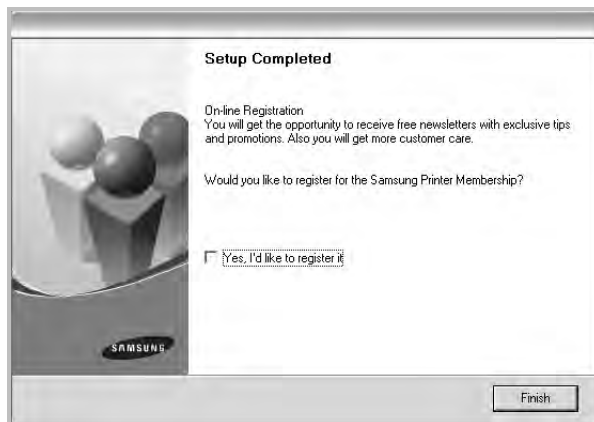 Setup Completed
On-line Registration
You will get the opportunity to receive free newsletters with exclusive tips
and promotions. Also you will get more customer care.
Would you like to register for the Samsung Printer Membership?
Yes, I'd like to register it
SAMSUNG
Finish